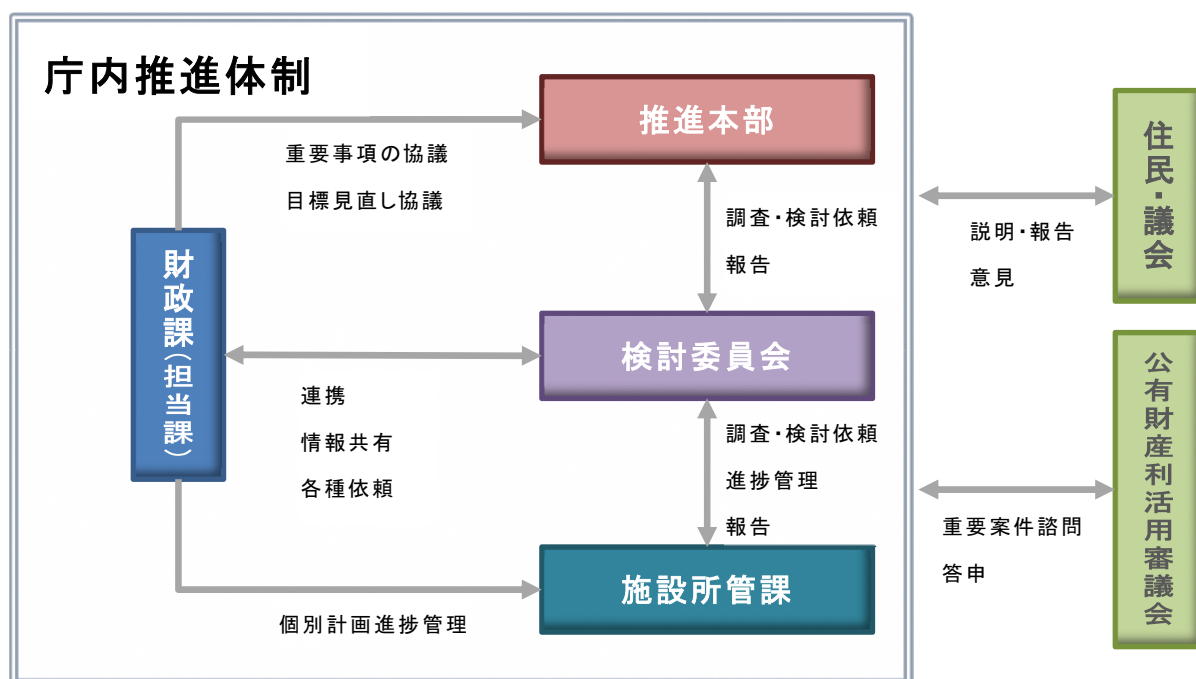 庁内推進体制
推進本部
重要事項の協議
目標見直し協議
調査・検討依頼
報告
財政課(担当課)
検討委員会
連携
情報共有
各種依頼
調査・検討依頼
進捗管理
報告
施設所管課
個別計画進捗管理
住民・議会
説明・報告
意見
公有財産利活用審議会
重要案件諮問
答申